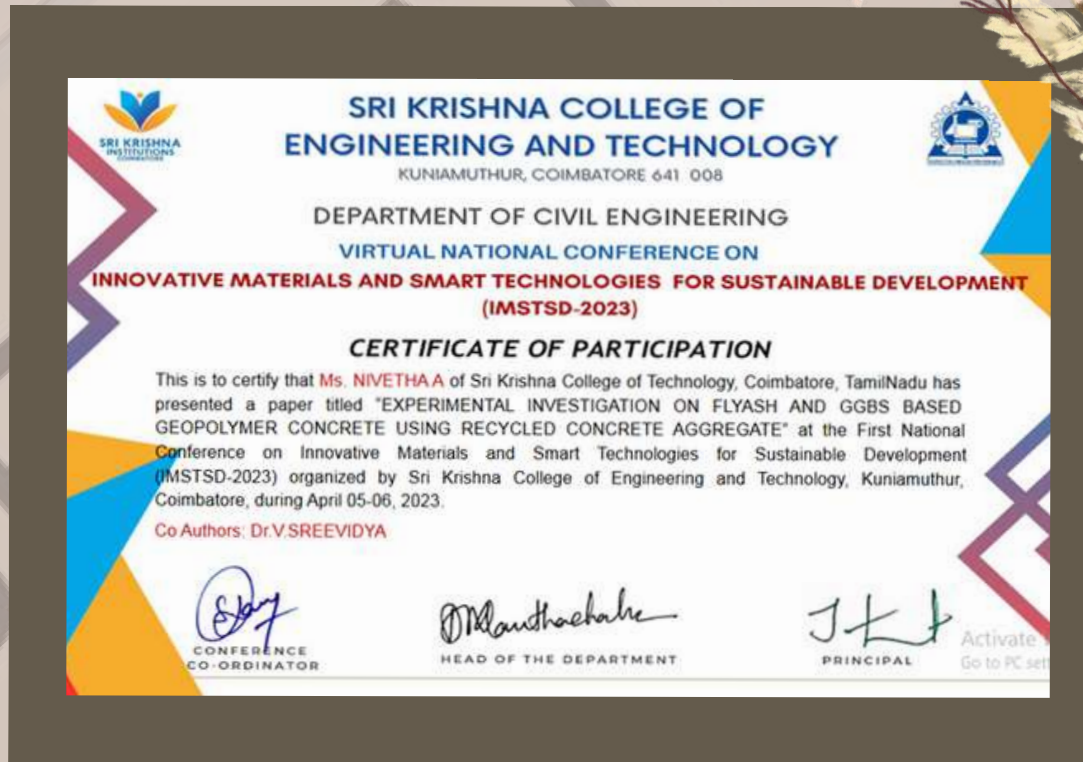 SRI KRISHNA
INSTITUTIONS
COIMBATORE
SRI KRISHNA COLLEGE OF
ENGINEERING AND TECHNOLOGY
KUNIAMUTHUR, COIMBATORE 641 008
DEPARTMENT OF CIVIL ENGINEERING
VIRTUAL NATIONAL CONFERENCE ON
INNOVATIVE MATERIALS AND SMART TECHNOLOGIES FOR SUSTAINABLE DEVELOPMENT
(IMSTSD-2023)
CERTIFICATE OF PARTICIPATION
This is to certify that Ms. NIVETHA A of Sri Krishna College of Technology, Coimbatore, TamilNadu has
presented a paper titled "EXPERIMENTAL INVESTIGATION ON FLYASH AND GGBS BASED
GEOPOLYMER CONCRETE USING RECYCLED CONCRETE AGGREGATE" at the First National
Conference on Innovative Materials and Smart Technologies for Sustainable Development
(IMSTSD-2023) organized by Sri Krishna College of Engineering and Technology, Kuniamuthur,
Coimbatore, during April 05-06, 2023.
Co Authors: Dr.V.SREEVIDYA
CONFERENCE
CO-ORDINATOR
HEAD OF THE DEPARTMENT
PRINCIPAL
Activate
Go to PC sett